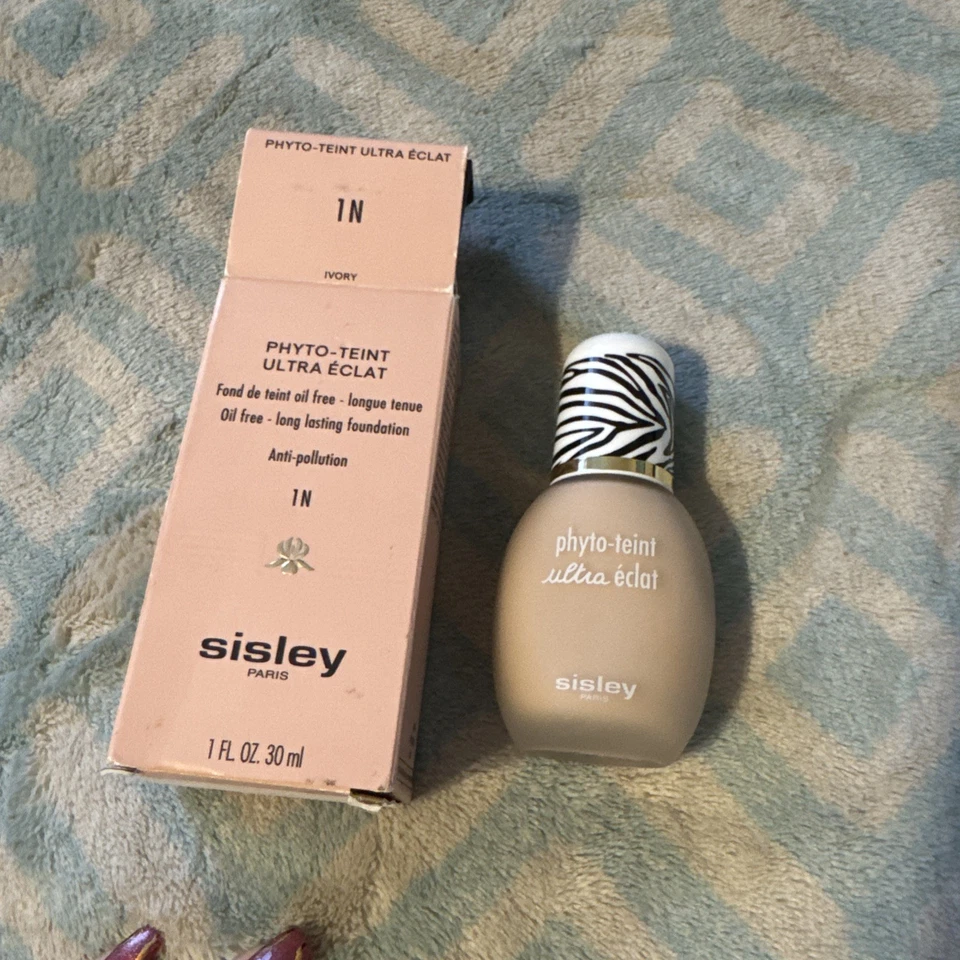 PHYTO-TEINT ULTRA ÉCLAT
1N
IVORY
PHYTO-TEINT
ULTRA ÉCLAT
Fond de teint oil free - longue tenue
Oil free - long lasting foundation
Anti-pollution
1N
sisley
PARIS
1 FL. OZ. 30 ml
phyto-teint
ultra éclat
sisley
PARIS